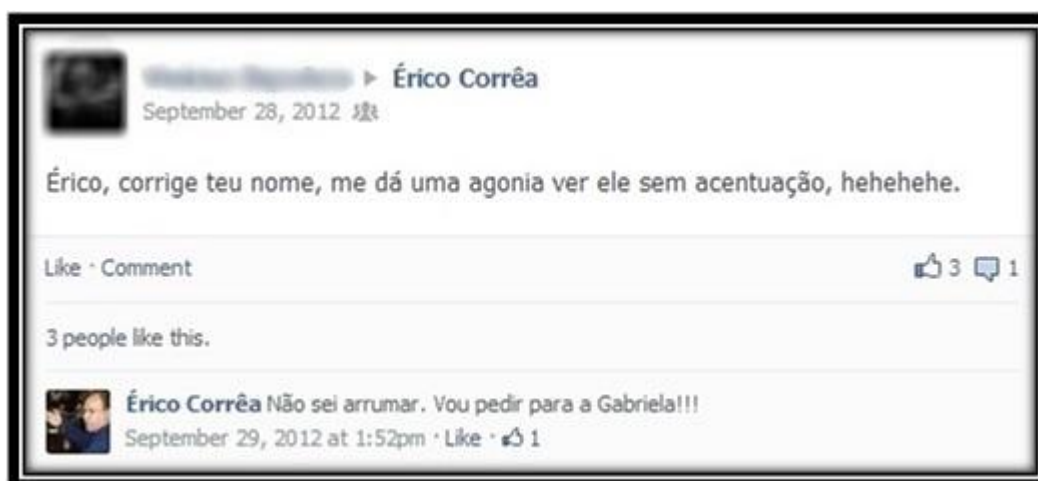 Érico Corrêa
September 28, 2012
Érico, corrige teu nome, me dá uma agonia ver ele sem acentuação, hehehehe.
Like · Comment 3 1
3 people like this.
Érico Corrêa Não sei arrumar. Vou pedir para a Gabriela!!!
September 29, 2012 at 1:52pm · Like · 1